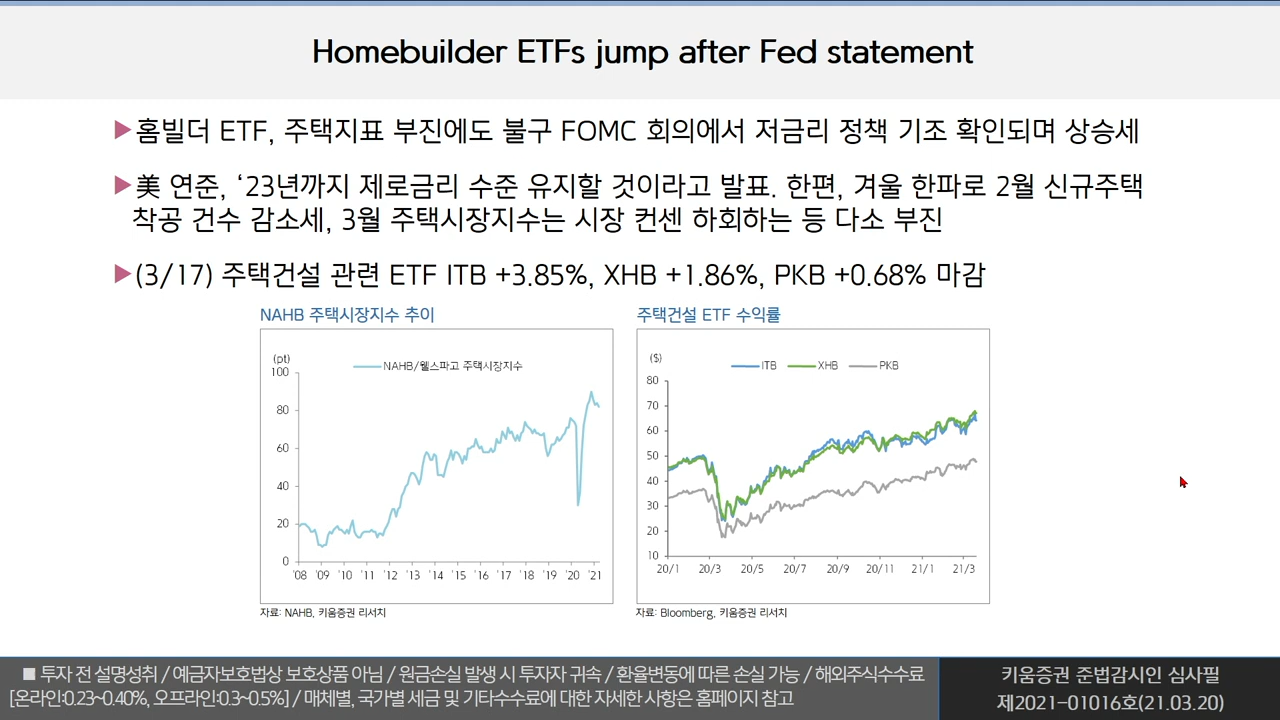 Homebuilder ETFs jump after Fed statement
▶홈빌더 ETF, 주택지표 부진에도 불구 FOMC 회의에서 저금리 정책 기조 확인되며 상승세
▶美 연준, ‘23년까지 제로금리 수준 유지할 것이라고 발표. 한편, 겨울 한파로 2월 신규주택
착공 건수 감소세, 3월 주택시장지수는 시장 컨센 하회하는 등 다소 부진
▶(3/17) 주택건설 관련 ETF ITB +3.85%, XHB +1.86%, PKB +0.68% 마감
NAHB 주택시장지수 추이
(pt)
NAHB/웰스파고 주택시장지수
100
80
60
40
20
0
'08 '09 '10 '11 '12 '13 '14 '15 '16 '17 '18 '19 '20 '21
자료: NAHB, 키움증권 리서치
주택건설 ETF 수익률
($)
ITB XHB PKB
80
70
60
50
40
30
20
10
20/1 20/3 20/5 20/7 20/9 20/11 21/1 21/3
자료: Bloomberg, 키움증권 리서치
■ 투자 전 설명성취 / 예금자보호법상 보호상품 아님 / 원금손실 발생 시 투자자 귀속 / 환율변동에 따른 손실 가능 / 해외주식수수료
[온라인:0.23~0.40%, 오프라인:0.3~0.5%] / 매체별, 국가별 세금 및 기타수수료에 대한 자세한 사항은 홈페이지 참고
키움증권 준법감시인 심사필
제2021-01016호(21.03.20)